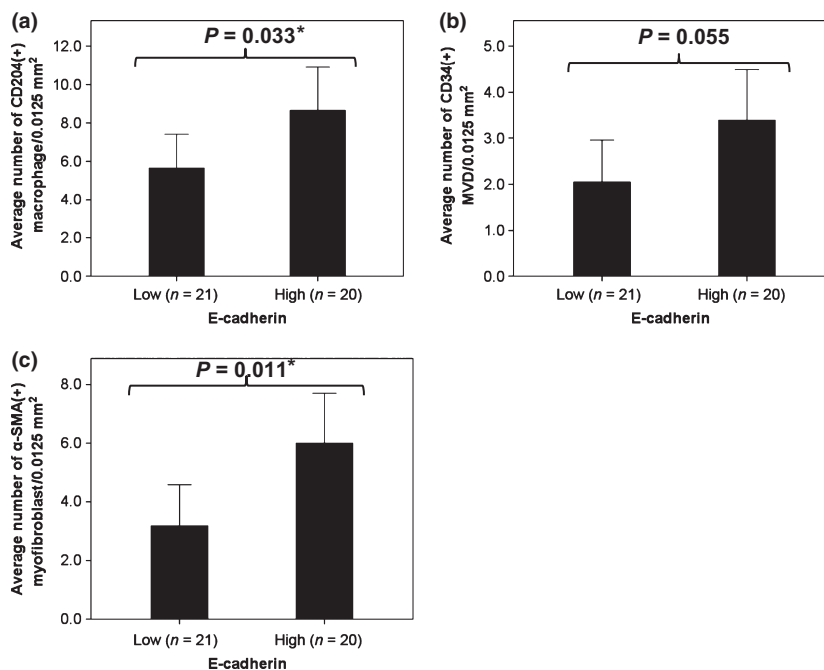 (a)
P = 0.033*
Average number of CD204(+)
macrophage/0.0125 mm²
12.0
10.0
8.0
6.0
4.0
2.0
0.0
Low (n = 21)
High (n = 20)
E-cadherin
(b)
P = 0.055
Average number of CD34(+)
MVD/0.0125 mm²
5.0
4.0
3.0
2.0
1.0
0.0
Low (n = 21)
High (n = 20)
E-cadherin
(c)
P = 0.011*
Average number of α-SMA(+)
myofibroblast/0.0125 mm²
8.0
6.0
4.0
2.0
0.0
Low (n = 21)
High (n = 20)
E-cadherin